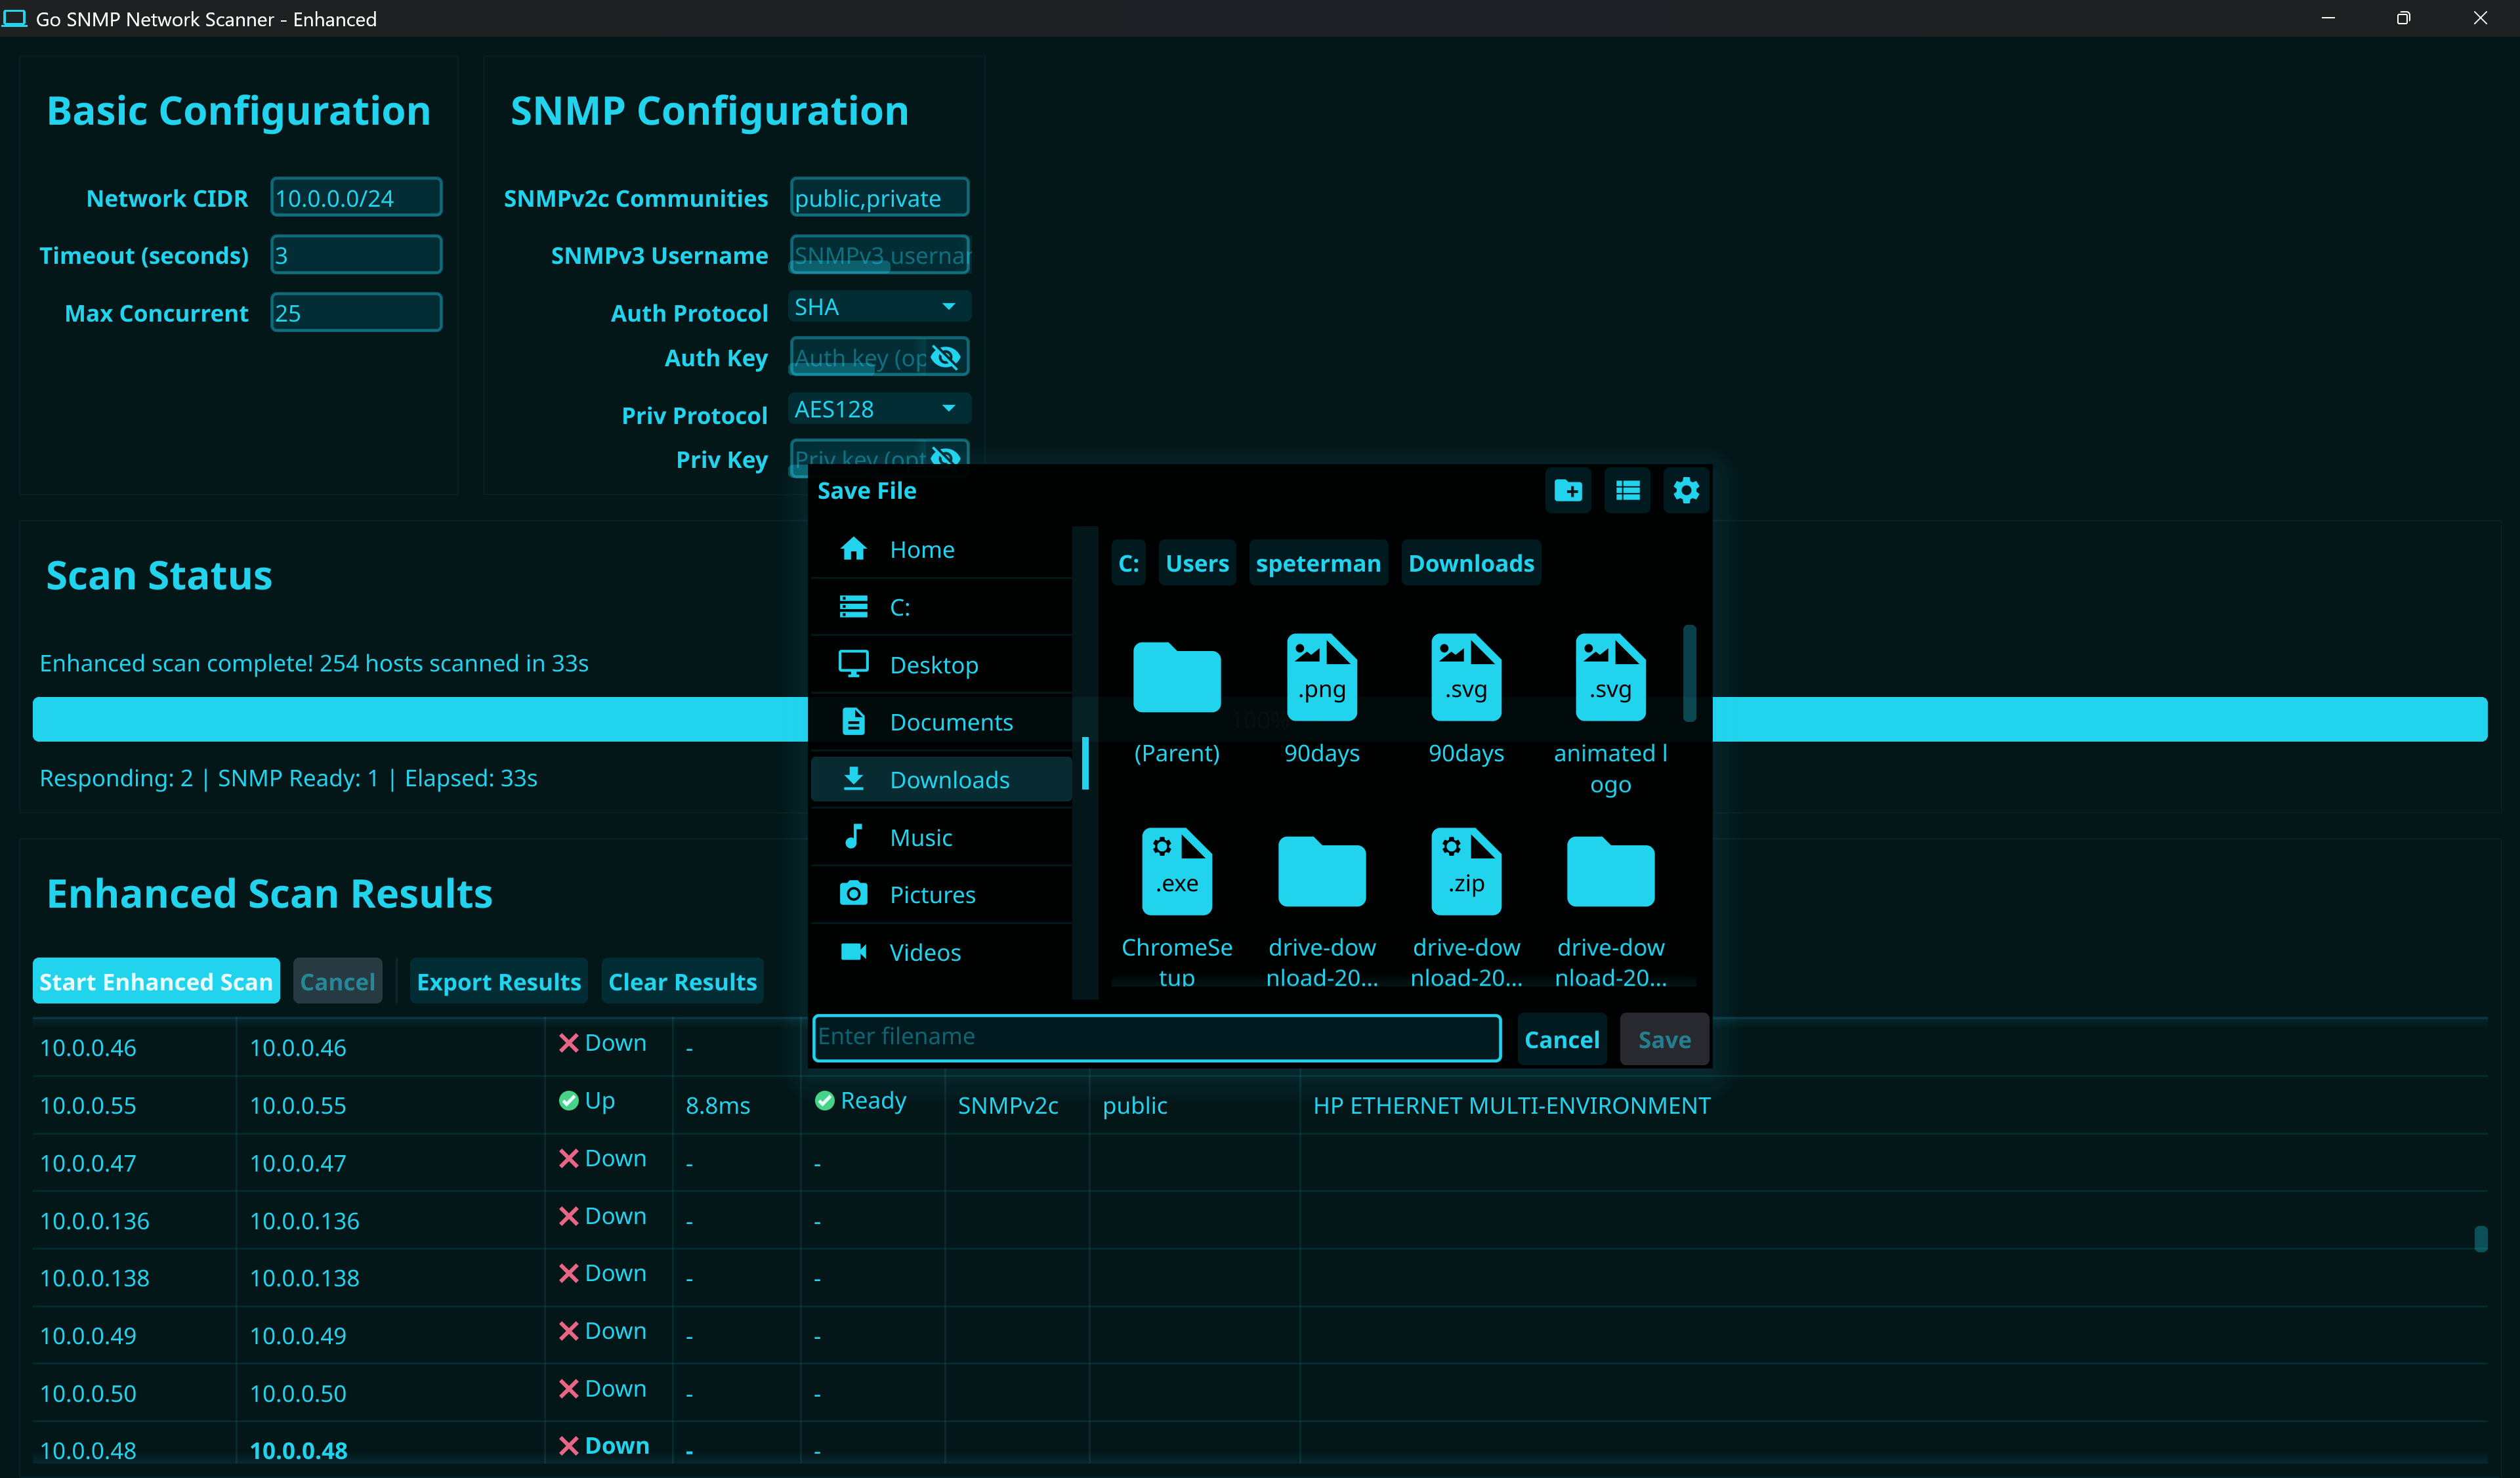 Go SNMP Network Scanner - Enhanced
Basic Configuration
Network CIDR 10.0.0.0/24
Timeout (seconds) 3
Max Concurrent 25
SNMP Configuration
SNMPv2c Communities public,private
SNMPv3 Username SNMPv3 usernar
Auth Protocol SHA
Auth Key Auth key (op
Priv Protocol AES128
Priv Key Priv key (opt
Scan Status
Enhanced scan complete! 254 hosts scanned in 33s
Responding: 2 | SNMP Ready: 1 | Elapsed: 33s
Save File
Home
C:
Desktop
Documents
Downloads
Music
Pictures
Videos
C: Users speterman Downloads
.png .svg .svg
(Parent) 90days 90days animated l
ogo
.exe .zip
ChromeSe drive-dow drive-dow drive-dow
tup nload-20... nload-20... nload-20...
Enter filename Cancel Save
Enhanced Scan Results
Start Enhanced Scan Cancel Export Results Clear Results
10.0.0.46 10.0.0.46 Down -
10.0.0.55 10.0.0.55 Up 8.8ms Ready SNMPv2c public HP ETHERNET MULTI-ENVIRONMENT
10.0.0.47 10.0.0.47 Down - -
10.0.0.136 10.0.0.136 Down - -
10.0.0.138 10.0.0.138 Down - -
10.0.0.49 10.0.0.49 Down - -
10.0.0.50 10.0.0.50 Down - -
10.0.0.48 10.0.0.48 Down - -